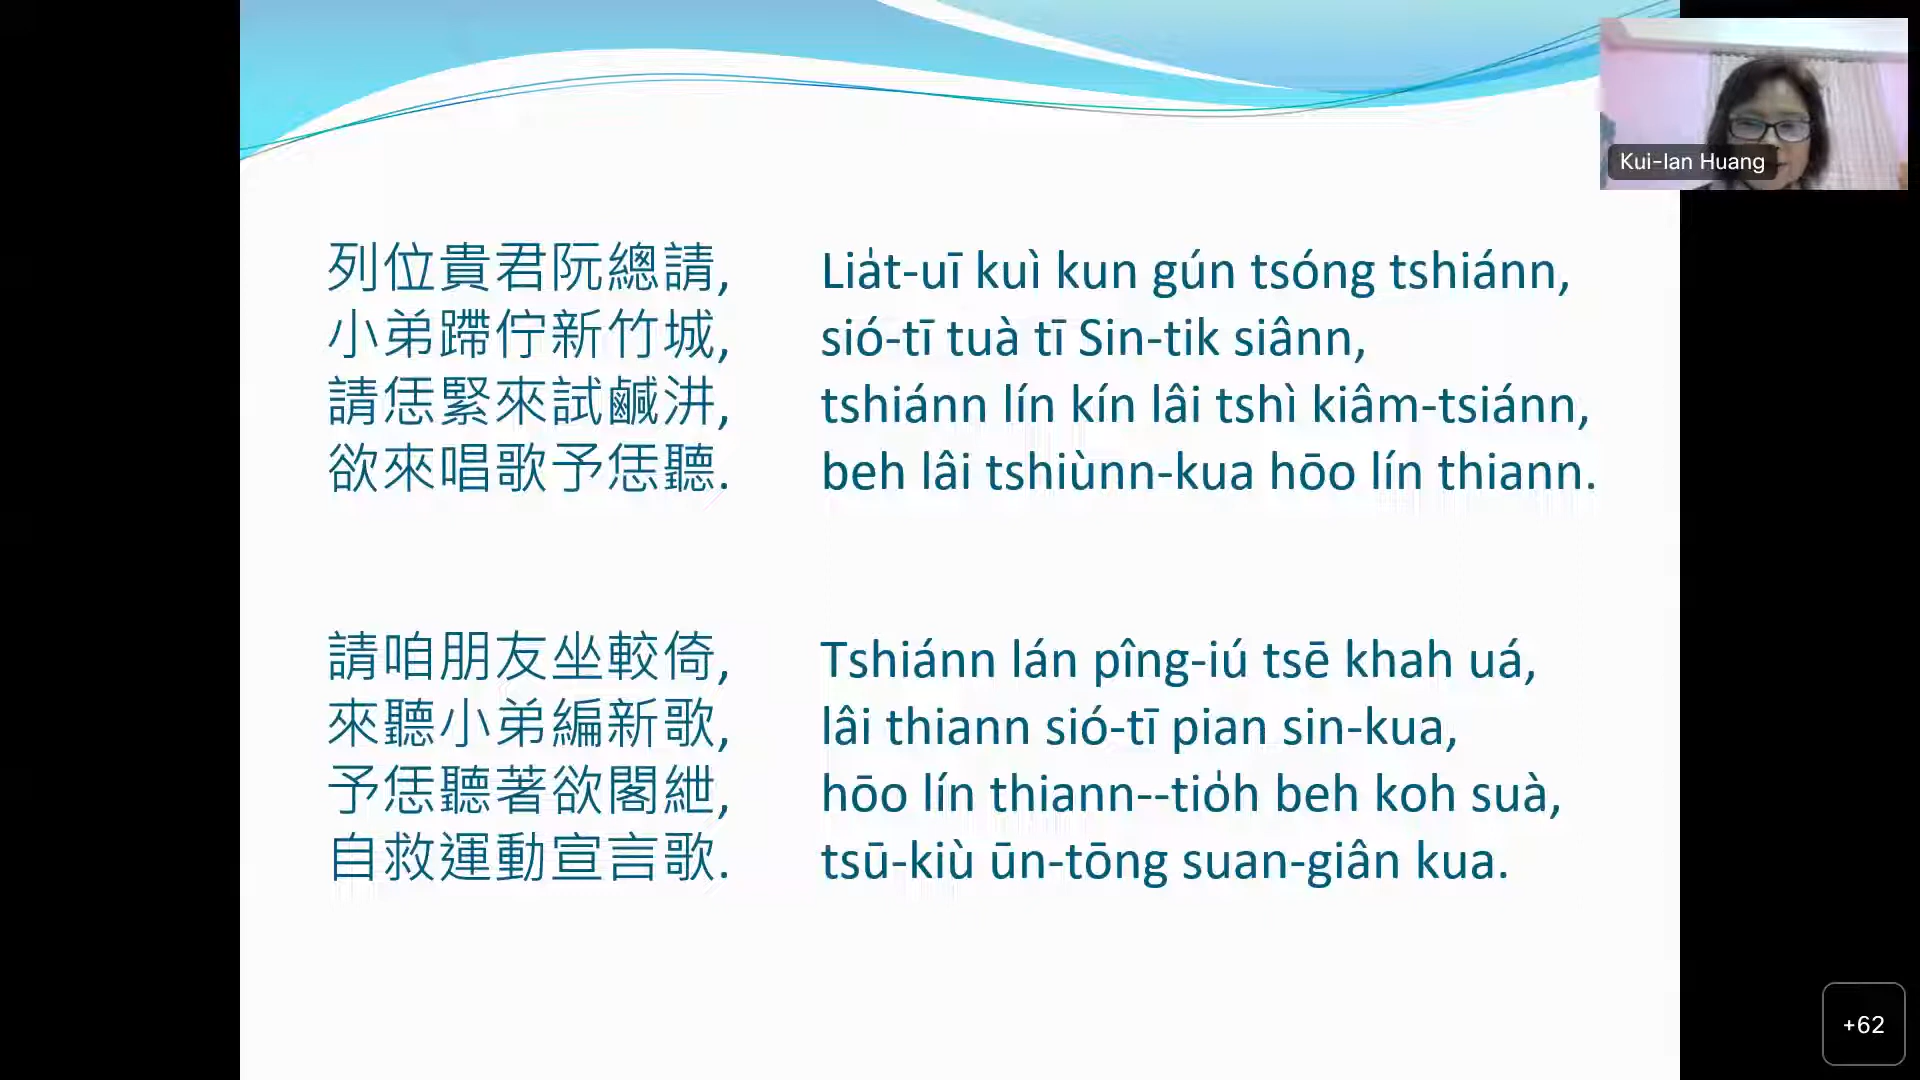 列位貴君阮總請,
小弟蹛佇新竹城,
請恁緊來試鹹汫,
欲來唱歌予恁聽.
Lia̍t-uī kuì kun gún tsóng tshiánn,
sió-tī tuà tī Sin-tik siânn,
tshiánn lín kín lâi tshì kiâm-tsiánn,
beh lâi tshiùnn-kua hōo lín thiann.
請咱朋友坐較倚,
來聽小弟編新歌,
予恁聽著欲閣紲,
自救運動宣言歌.
Tshiánn lán pîng-iú tsē khah uá,
lâi thiann sió-tī pian sin-kua,
hōo lín thiann--tio̍h beh koh suà,
tsū-kiù ūn-tōng suan-giân kua.
Kui-lan Huang
+62